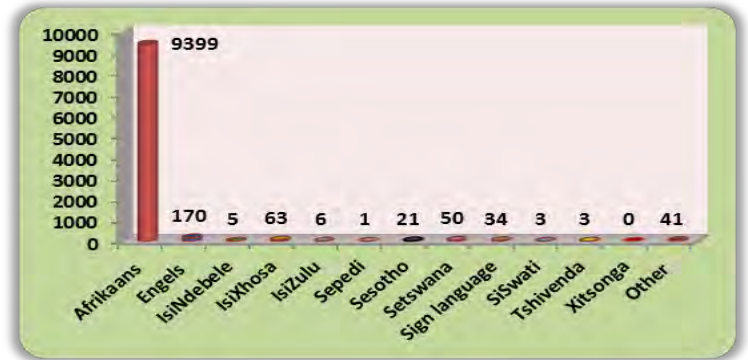 10000
9000
8000
7000
6000
5000
4000
3000
2000
1000
0
9399
170 5 63 6 1 21 50 34 3 3 0 41
Afrikaans
Engels
IsiNdebele
IsiXhosa
IsiZulu
Sepedi
Sesotho
Setswana
Sign language
SiSwati
Tshivenda
Xitsonga
Other